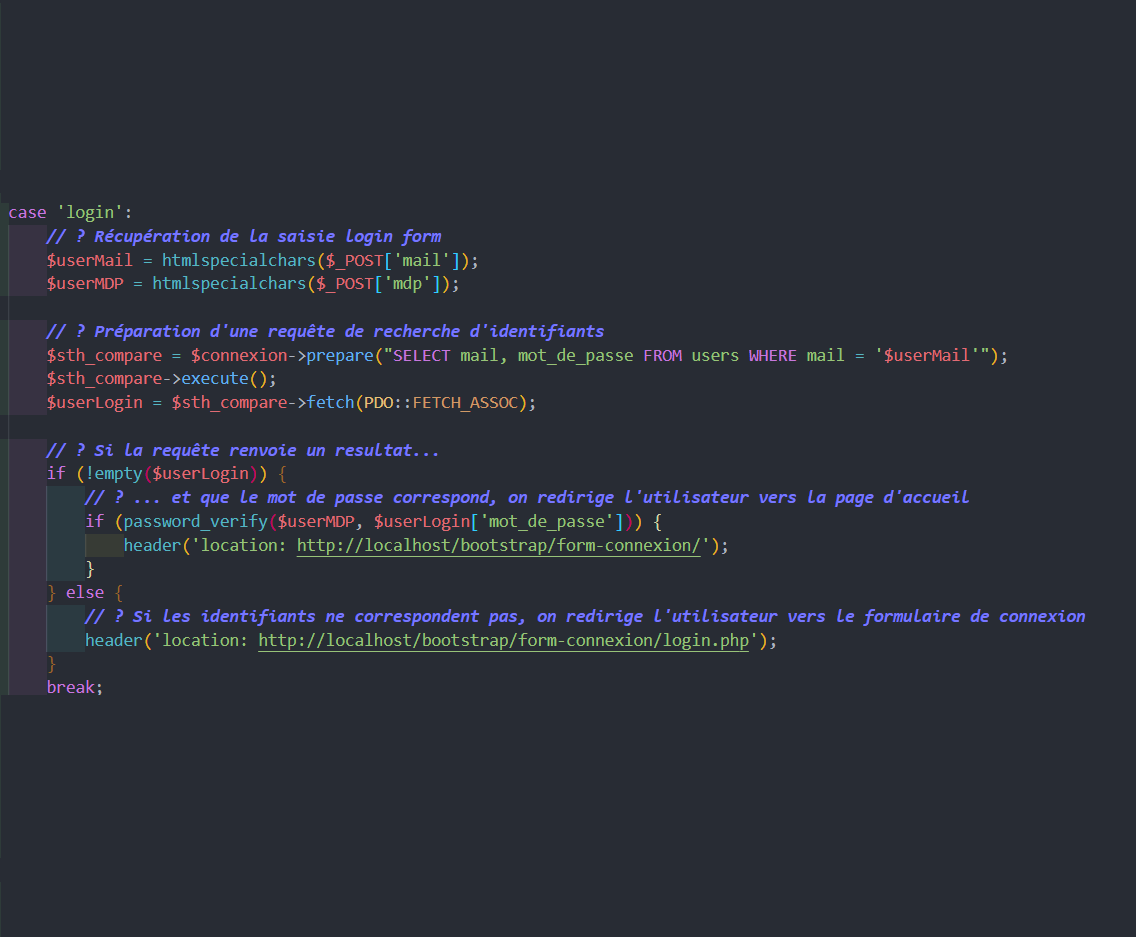 case 'login':
// ? Récupération de la saisie login form
$userMail = htmlspecialchars($_POST['mail']);
$userMDP = htmlspecialchars($_POST['mdp']);
// ? Préparation d'une requête de recherche d'identifiants
$sth_compare = $connexion->prepare("SELECT mail, mot_de_passe FROM users WHERE mail = '$userMail'");
$sth_compare->execute();
$userLogin = $sth_compare->fetch(PDO::FETCH_ASSOC);
// ? Si la requête renvoie un resultat...
if (!empty($userLogin)) {
// ? ... et que le mot de passe correspond, on redirige l'utilisateur vers la page d'accueil
if (password_verify($userMDP, $userLogin['mot_de_passe'])) {
header('location: http://localhost/bootstrap/form-connexion/');
}
} else {
// ? Si les identifiants ne correspondent pas, on redirige l'utilisateur vers le formulaire de connexion
header('location: http://localhost/bootstrap/form-connexion/login.php');
}
break;